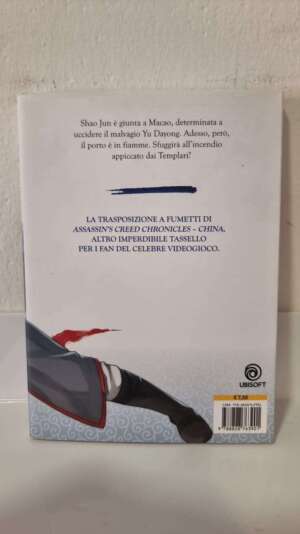 Shao Jun è giunta a Macao, determinata a
uccidere il malvagio Yu Dayong. Adesso, però,
il porto è in fiamme. Sfuggirà all'incendio
appiccato dai Templari?
LA TRASPOSIZIONE A FUMETTI DI
ASSASSIN'S CREED CHRONICLES – CHINA,
ALTRO IMPERDIBILE TASSELLO
PER I FAN DEL CELEBRE VIDEOGIOCO.
UBISOFT